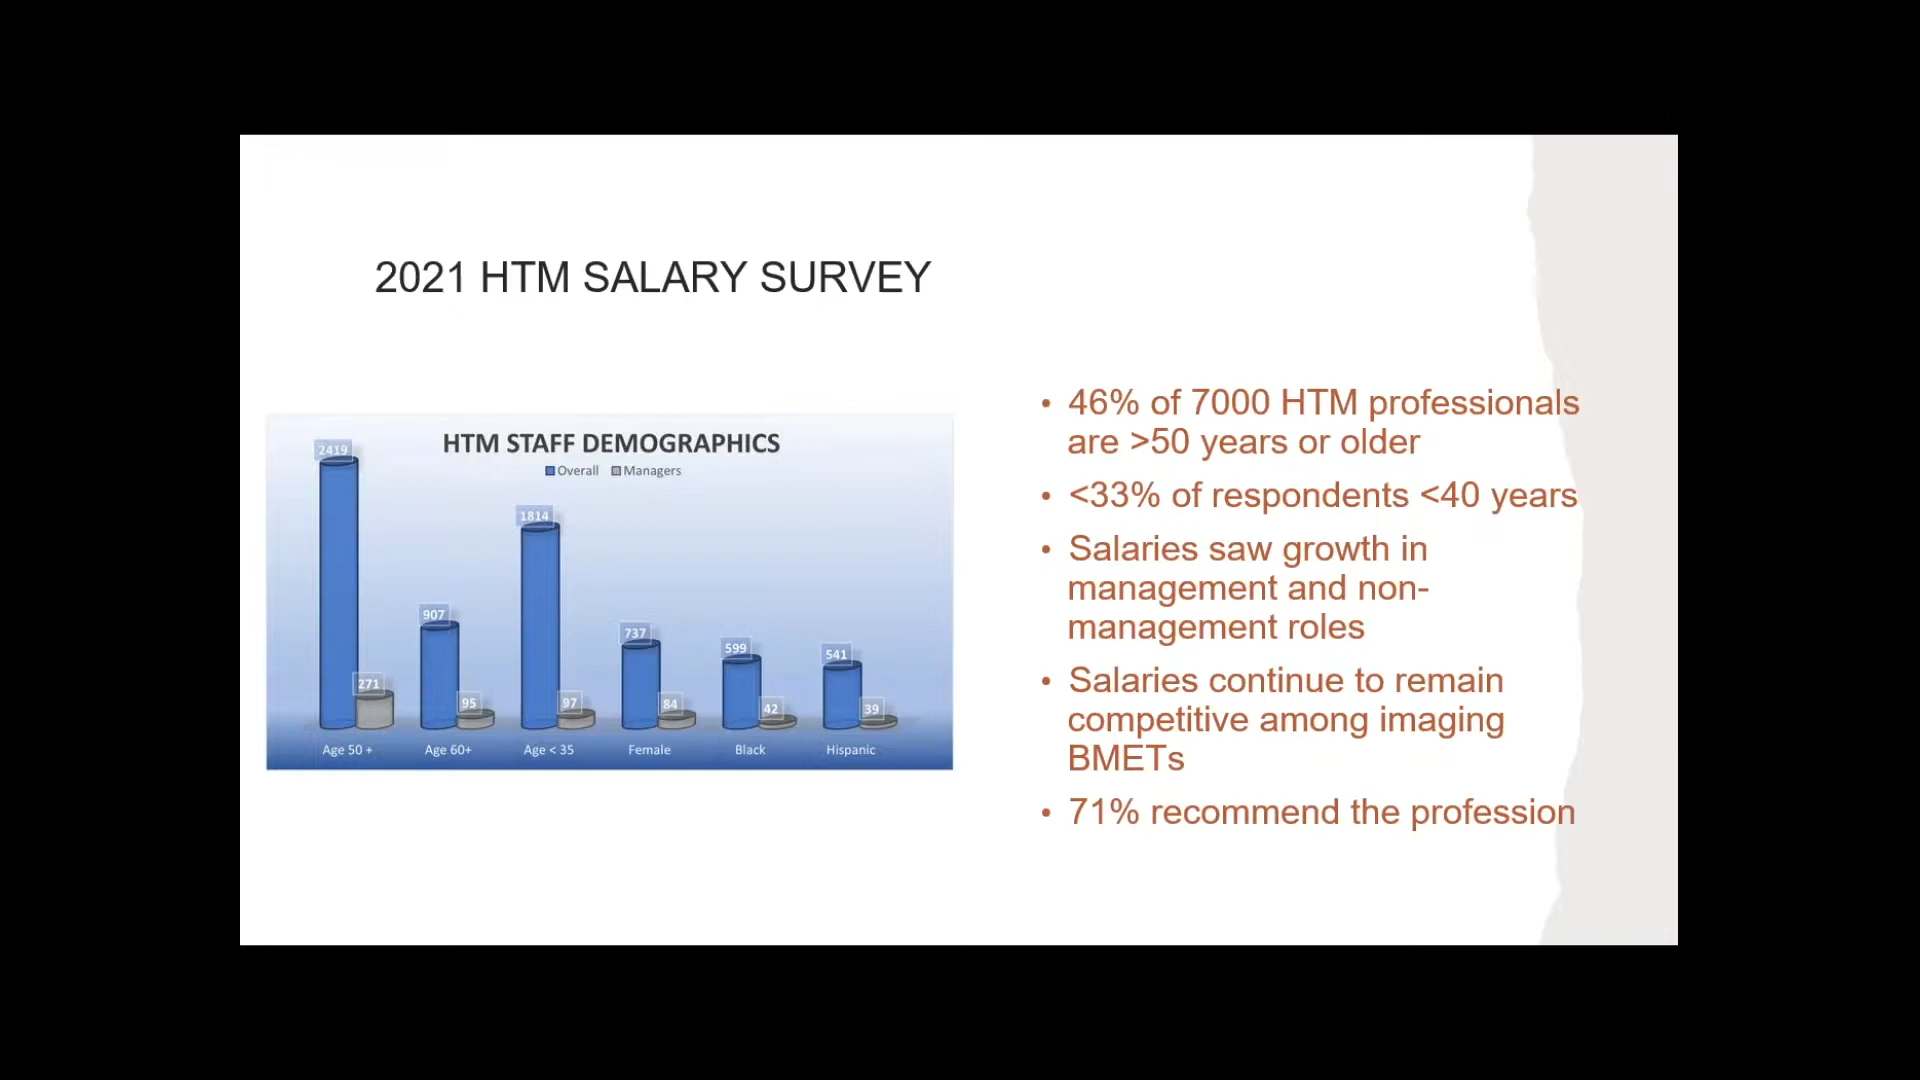 2021 HTM SALARY SURVEY
HTM STAFF DEMOGRAPHICS
Overall Managers
2419
271
907
95
1814
97
737
84
599
42
541
39
Age 50 +
Age 60+
Age < 35
Female
Black
Hispanic
• 46% of 7000 HTM professionals
are >50 years or older
• <33% of respondents <40 years
• Salaries saw growth in
management and non-
management roles
• Salaries continue to remain
competitive among imaging
BMETs
• 71% recommend the profession